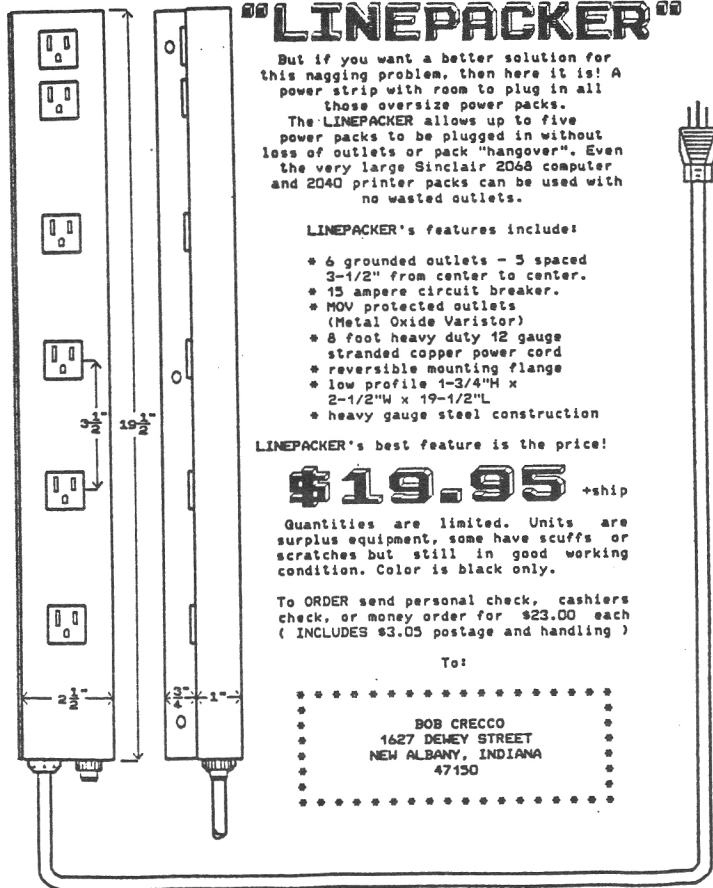 "LINEPACKER"
But if you want a better solution for
this nagging problem, then here it is! A
power strip with room to plug in all
those oversize power packs.
The LINEPACKER allows up to five
power packs to be plugged in without
loss of outlets or pack "hangover". Even
the very large Sinclair 2068 computer
and 2040 printer packs can be used with
no wasted outlets.
LINEPACKER's features include:
* 6 grounded outlets - 5 spaced
3-1/2" from center to center.
* 15 ampere circuit breaker.
* MOV protected outlets
(Metal Oxide Varistor)
* 8 foot heavy duty 12 gauge
stranded copper power cord
* reversible mounting flange
* low profile 1-3/4"H x
2-1/2"W x 19-1/2"L
* heavy gauge steel construction
LINEPACKER's best feature is the price!
$19.95 +ship
Quantities are limited. Units are
surplus equipment, some have scuffs or
scratches but still in good working
condition. Color is black only.
To ORDER send personal check, cashiers
check, or money order for $23.00 each
( INCLUDES $3.05 postage and handling )
To:
BOB CRECCO
1627 DEWEY STREET
NEW ALBANY, INDIANA
47150
3 1/2"
19 1/2"
2 1/2"
3/4"
1"